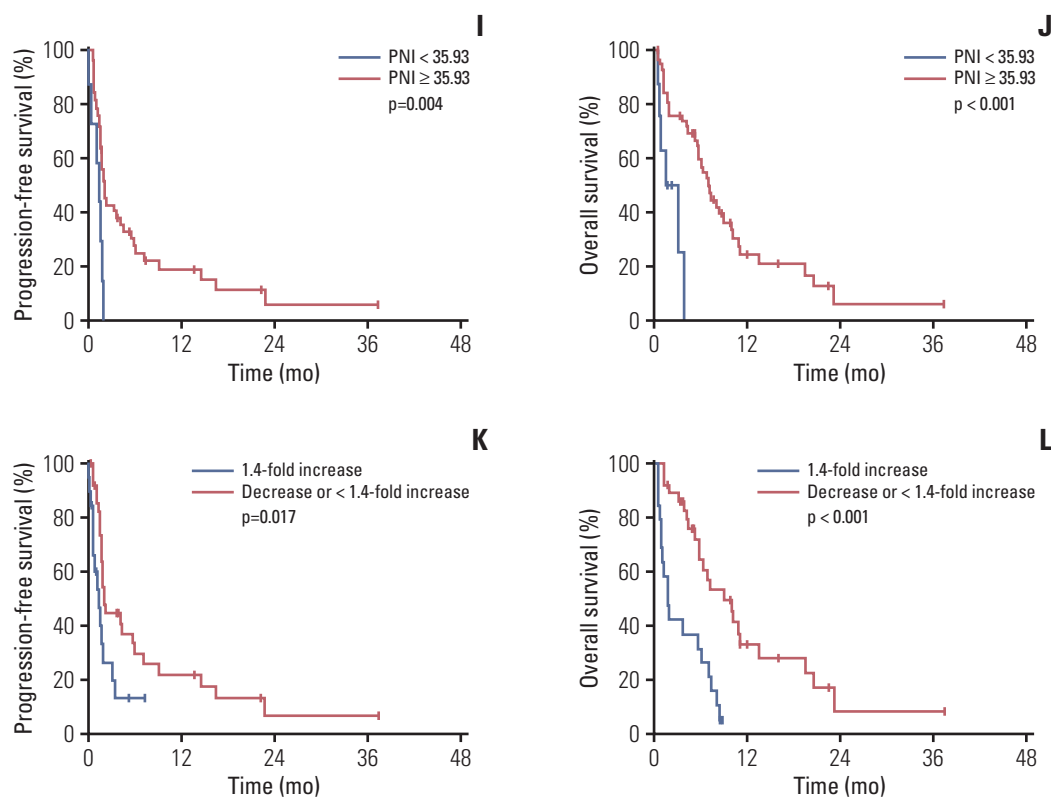 I
PNI < 35.93
PNI ≥ 35.93
p=0.004
Progression-free survival (%)
100
80
60
40
20
0
0 12 24 36 48
Time (mo)
J
PNI < 35.93
PNI ≥ 35.93
p < 0.001
Overall survival (%)
100
80
60
40
20
0
0 12 24 36 48
Time (mo)
K
1.4-fold increase
Decrease or < 1.4-fold increase
p=0.017
Progression-free survival (%)
100
80
60
40
20
0
0 12 24 36 48
Time (mo)
L
1.4-fold increase
Decrease or < 1.4-fold increase
p < 0.001
Overall survival (%)
100
80
60
40
20
0
0 12 24 36 48
Time (mo)